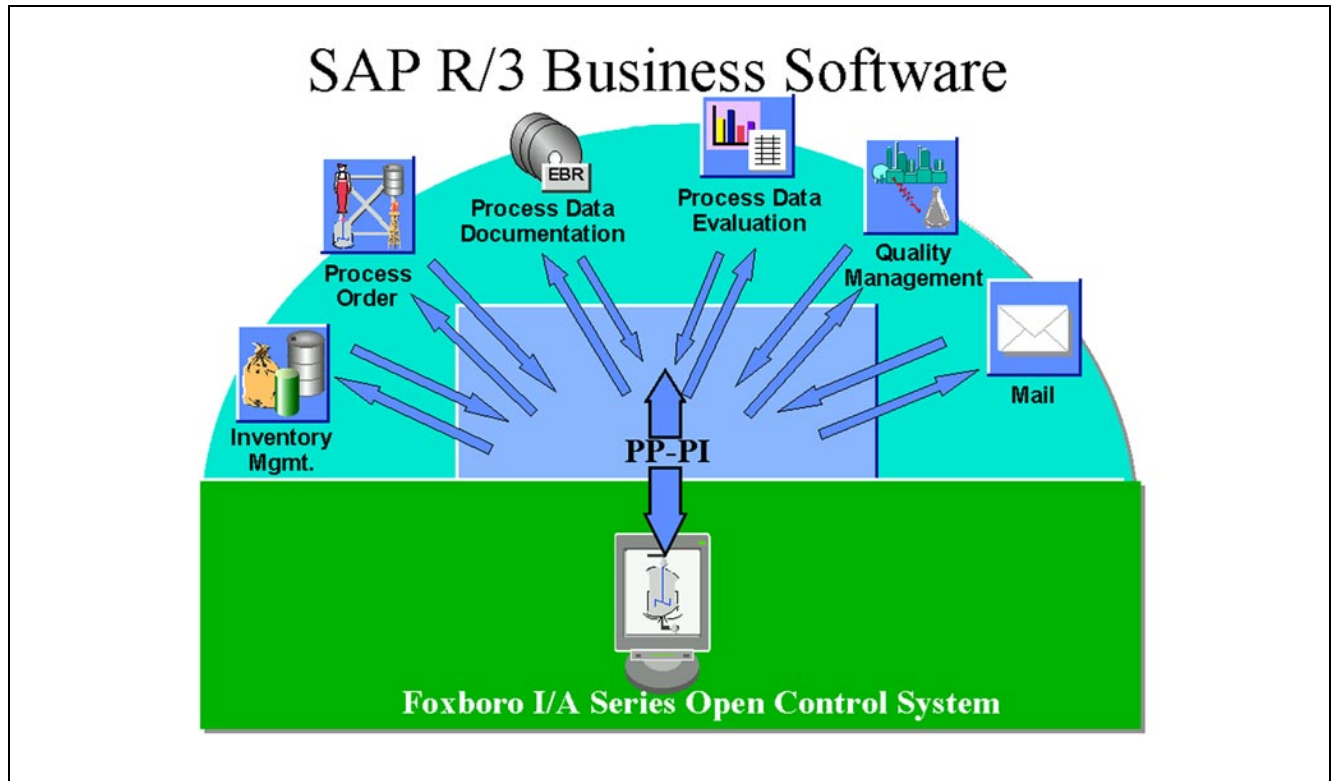 SAP R/3 Business Software
EBR
Process Data
Documentation
Process Data
Evaluation
Process
Order
Quality
Management
Inventory
Mgmt.
Mail
PP-PI
Foxboro I/A Series Open Control System